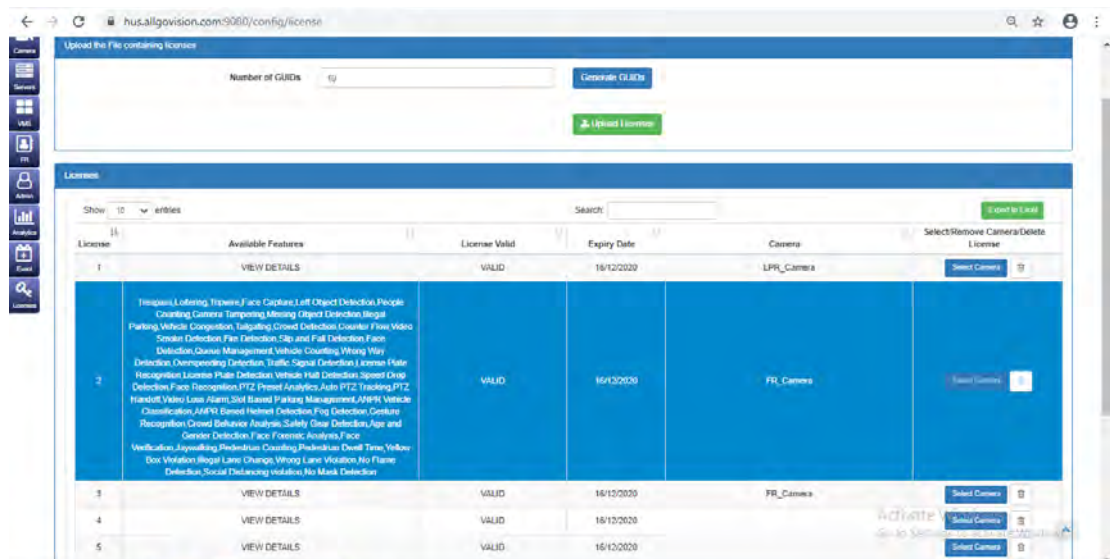 hus.allgovision.com:9080/config/license
Camera
Upload the File containing licenses
Servers
Number of GUIDs
Generate GUIDs
VMS
Upload Licenses
FR
Licenses
Admin
Show 10 entries
Search:
Export to Excel
Analytics
License
Available Features
License Valid
Expiry Date
Camera
Select/Remove Camera/Delete
License
Event
1 VIEW DETAILS VALID 16/12/2020 LPR_Camera Select Camera
Licenses
Trespass,Loitering,Tripwire,Face Capture,Left Object Detection,People
Counting,Camera Tampering,Missing Object Detection,Illegal
Parking,Vehicle Congestion,Tailgating,Crowd Detection,Counter Flow,Video
Smoke Detection,Fire Detection,Slip and Fall Detection,Face
Detection,Queue Management,Vehicle Counting,Wrong Way
Detection,Overspeeding Detection,Traffic Signal Detection,License Plate
Recognition,License Plate Detection,Vehicle Halt Detection,Speed Drop
Detection,Face Recognition,PTZ Preset Analytics,Auto PTZ Tracking,PTZ
Handoff,Video Loss Alarm,Slot Based Parking Management,ANPR Vehicle
Classification,ANPR Based Helmet Detection,Fog Detection,Gesture
Recognition,Crowd Behavior Analysis,Safety Gear Detection,Age and
Gender Detection,Face Forensic Analysis,Face
Verification,Jaywalking,Pedestrian Counting,Pedestrian Dwell Time,Yellow
Box Violation,Illegal Lane Change,Wrong Lane Violation,No Flame
Detection,Social Distancing violation,No Mask Detection
2 VALID 16/12/2020 FR_Camera Select Camera
3 VIEW DETAILS VALID 16/12/2020 FR_Camera Select Camera
4 VIEW DETAILS VALID 16/12/2020 Select Camera
Activate
5 VIEW DETAILS VALID 16/12/2020 Select Camera